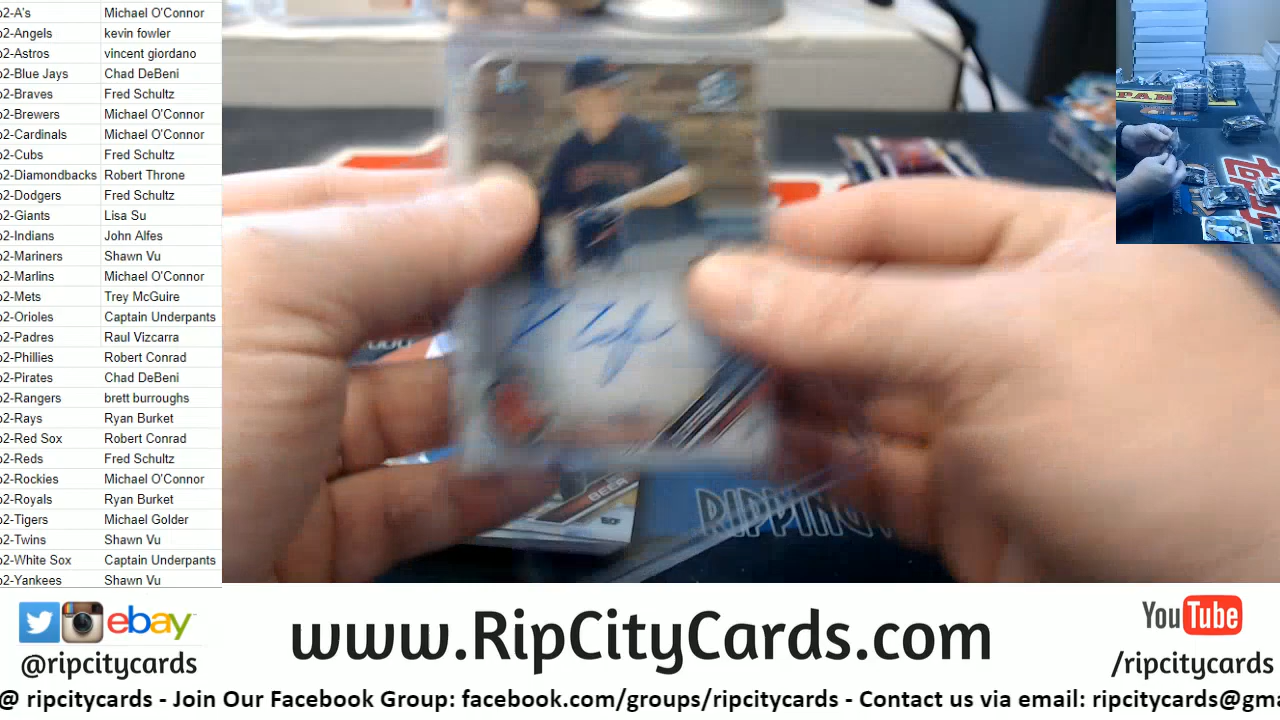 o2-A's Michael O'Connor
o2-Angels kevin fowler
o2-Astros vincent giordano
o2-Blue Jays Chad DeBeni
o2-Braves Fred Schultz
o2-Brewers Michael O'Connor
o2-Cardinals Michael O'Connor
o2-Cubs Fred Schultz
o2-Diamondbacks Robert Throne
o2-Dodgers Fred Schultz
o2-Giants Lisa Su
o2-Indians John Alfes
o2-Mariners Shawn Vu
o2-Marlins Michael O'Connor
o2-Mets Trey McGuire
o2-Orioles Captain Underpants
o2-Padres Raul Vizcarra
o2-Phillies Robert Conrad
o2-Pirates Chad DeBeni
o2-Rangers brett burroughs
o2-Rays Ryan Burket
o2-Red Sox Robert Conrad
o2-Reds Fred Schultz
o2-Rockies Michael O'Connor
o2-Royals Ryan Burket
o2-Tigers Michael Golder
o2-Twins Shawn Vu
o2-White Sox Captain Underpants
o2-Yankees Shawn Vu
BEER
RIPPING
ebay
@ripcitycards
www.RipCityCards.com
YouTube
/ripcitycards
@ ripcitycards - Join Our Facebook Group: facebook.com/groups/ripcitycards - Contact us via email: ripcitycards@gma